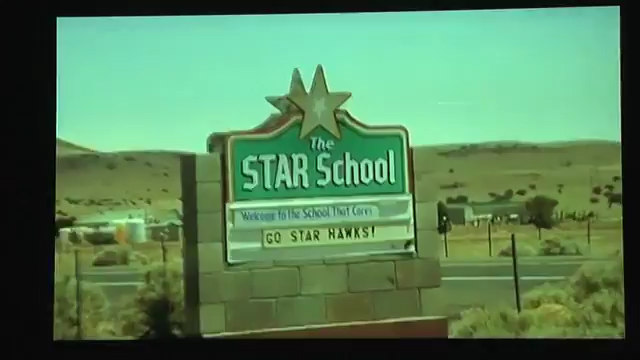 The
STAR School
Welcome to the School That Cares
GO STAR HAWKS!